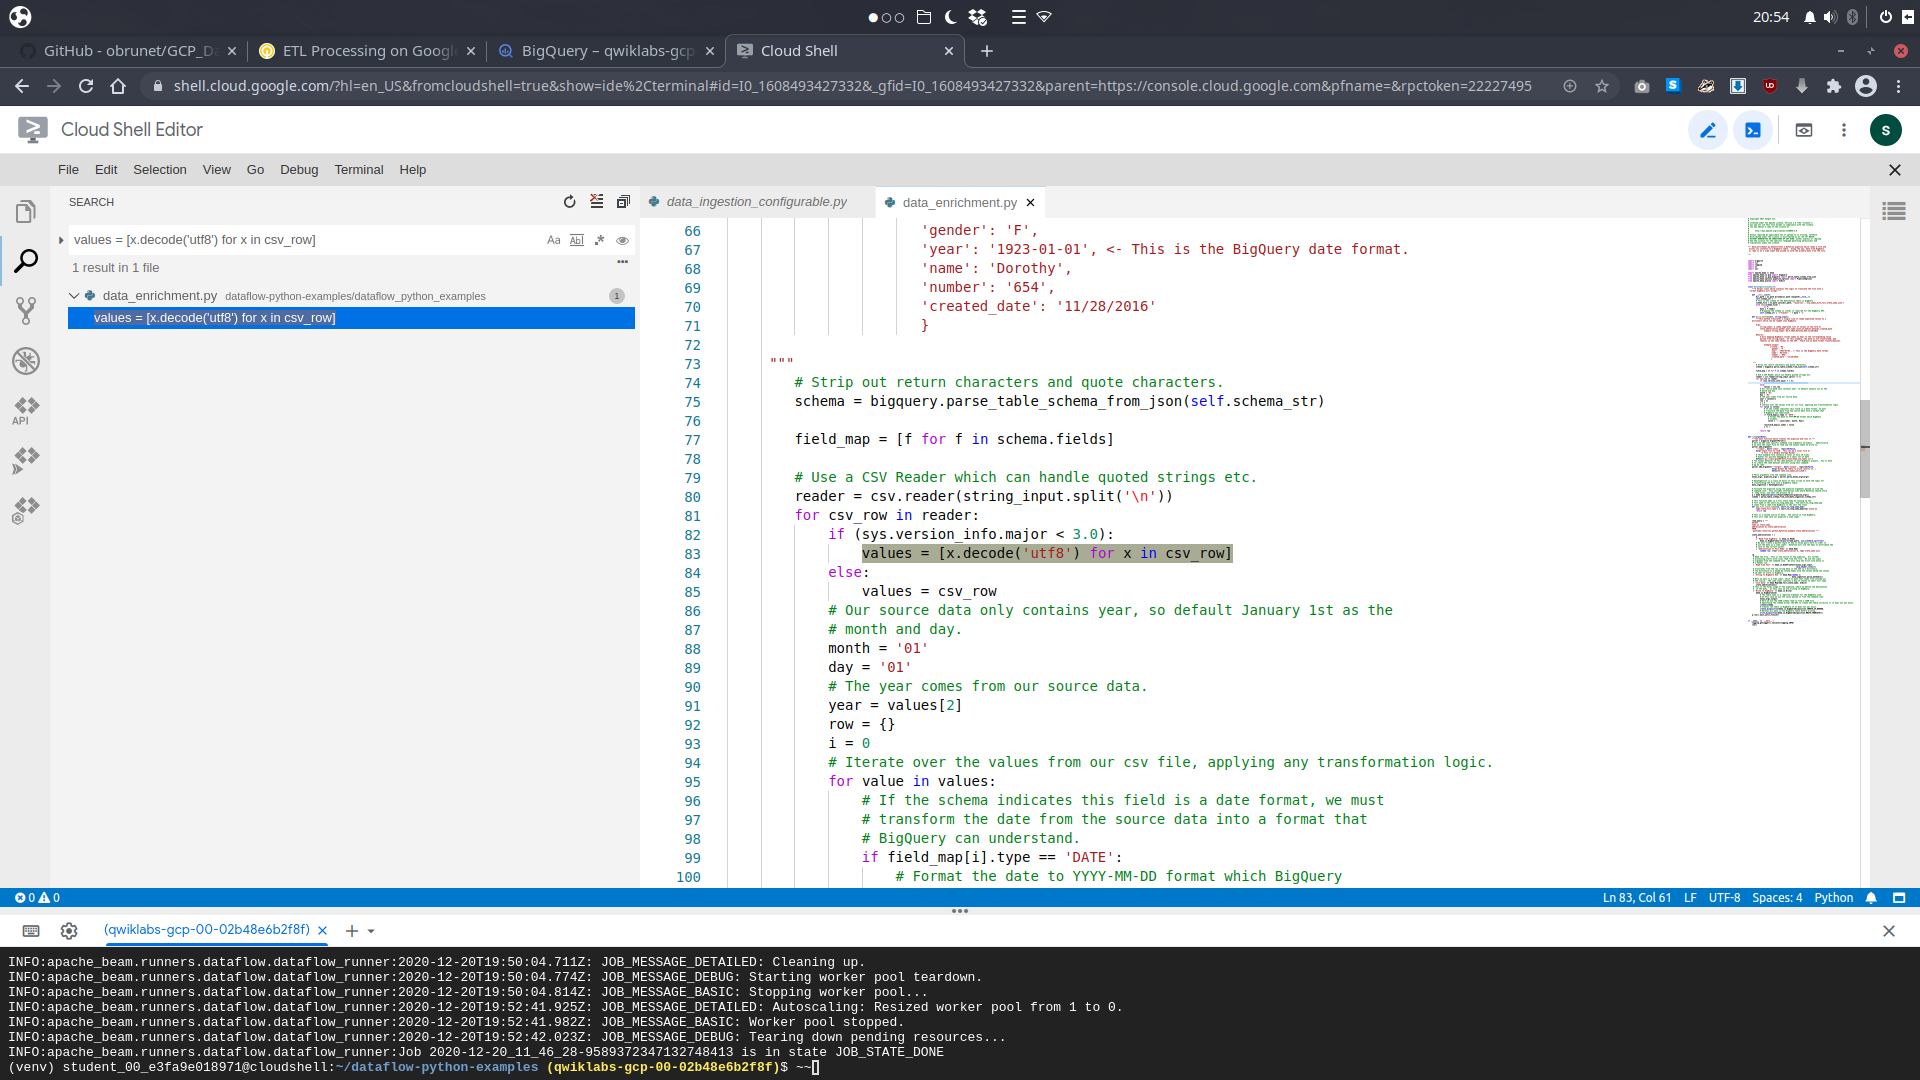 20:54
GitHub - obrunet/GCP_Da
ETL Processing on Google
BigQuery – qwiklabs-gcp
Cloud Shell
shell.cloud.google.com/?hl=en_US&fromcloudshell=true&show=ide%2Cterminal#id=I0_1608493427332&_gfid=I0_1608493427332&parent=https://console.cloud.google.com&pfname=&rpctoken=22227495
Cloud Shell Editor
S
File Edit Selection View Go Debug Terminal Help
SEARCH
values = [x.decode('utf8') for x in csv_row]
Aa Abl .*
1 result in 1 file
data_enrichment.py dataflow-python-examples/dataflow_python_examples 1
values = [x.decode('utf8') for x in csv_row]
API
data_ingestion_configurable.py
data_enrichment.py
66 'gender': 'F',
67 'year': '1923-01-01', <- This is the BigQuery date format.
68 'name': 'Dorothy',
69 'number': '654',
70 'created_date': '11/28/2016'
71 }
72
73 """
74 # Strip out return characters and quote characters.
75 schema = bigquery.parse_table_schema_from_json(self.schema_str)
76
77 field_map = [f for f in schema.fields]
78
79 # Use a CSV Reader which can handle quoted strings etc.
80 reader = csv.reader(string_input.split('\n'))
81 for csv_row in reader:
82 if (sys.version_info.major < 3.0):
83 values = [x.decode('utf8') for x in csv_row]
84 else:
85 values = csv_row
86 # Our source data only contains year, so default January 1st as the
87 # month and day.
88 month = '01'
89 day = '01'
90 # The year comes from our source data.
91 year = values[2]
92 row = {}
93 i = 0
94 # Iterate over the values from our csv file, applying any transformation logic.
95 for value in values:
96 # If the schema indicates this field is a date format, we must
97 # transform the date from the source data into a format that
98 # BigQuery can understand.
99 if field_map[i].type == 'DATE':
100 # Format the date to YYYY-MM-DD format which BigQuery
0 0
Ln 83, Col 61 LF UTF-8 Spaces: 4 Python
(qwiklabs-gcp-00-02b48e6b2f8f)
INFO:apache_beam.runners.dataflow.dataflow_runner:2020-12-20T19:50:04.711Z: JOB_MESSAGE_DETAILED: Cleaning up.
INFO:apache_beam.runners.dataflow.dataflow_runner:2020-12-20T19:50:04.774Z: JOB_MESSAGE_DEBUG: Starting worker pool teardown.
INFO:apache_beam.runners.dataflow.dataflow_runner:2020-12-20T19:50:04.814Z: JOB_MESSAGE_BASIC: Stopping worker pool...
INFO:apache_beam.runners.dataflow.dataflow_runner:2020-12-20T19:52:41.925Z: JOB_MESSAGE_DETAILED: Autoscaling: Resized worker pool from 1 to 0.
INFO:apache_beam.runners.dataflow.dataflow_runner:2020-12-20T19:52:41.982Z: JOB_MESSAGE_BASIC: Worker pool stopped.
INFO:apache_beam.runners.dataflow.dataflow_runner:2020-12-20T19:52:42.023Z: JOB_MESSAGE_DEBUG: Tearing down pending resources...
INFO:apache_beam.runners.dataflow.dataflow_runner:Job 2020-12-20_11_46_28-9589372347132748413 is in state JOB_STATE_DONE
(venv) student_00_e3fa9e018971@cloudshell:~/dataflow-python-examples (qwiklabs-gcp-00-02b48e6b2f8f)$ ~~